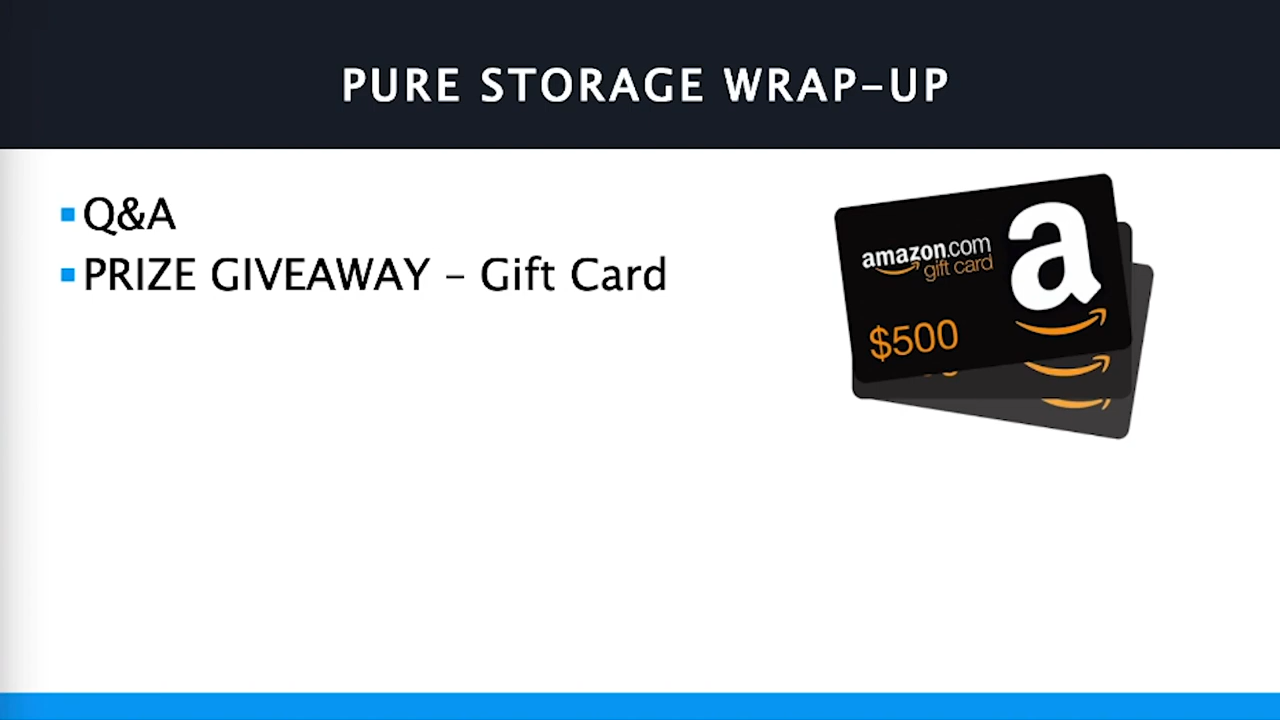 PURE STORAGE WRAP-UP
Q&A
PRIZE GIVEAWAY – Gift Card
amazon.com
gift card
a
$500